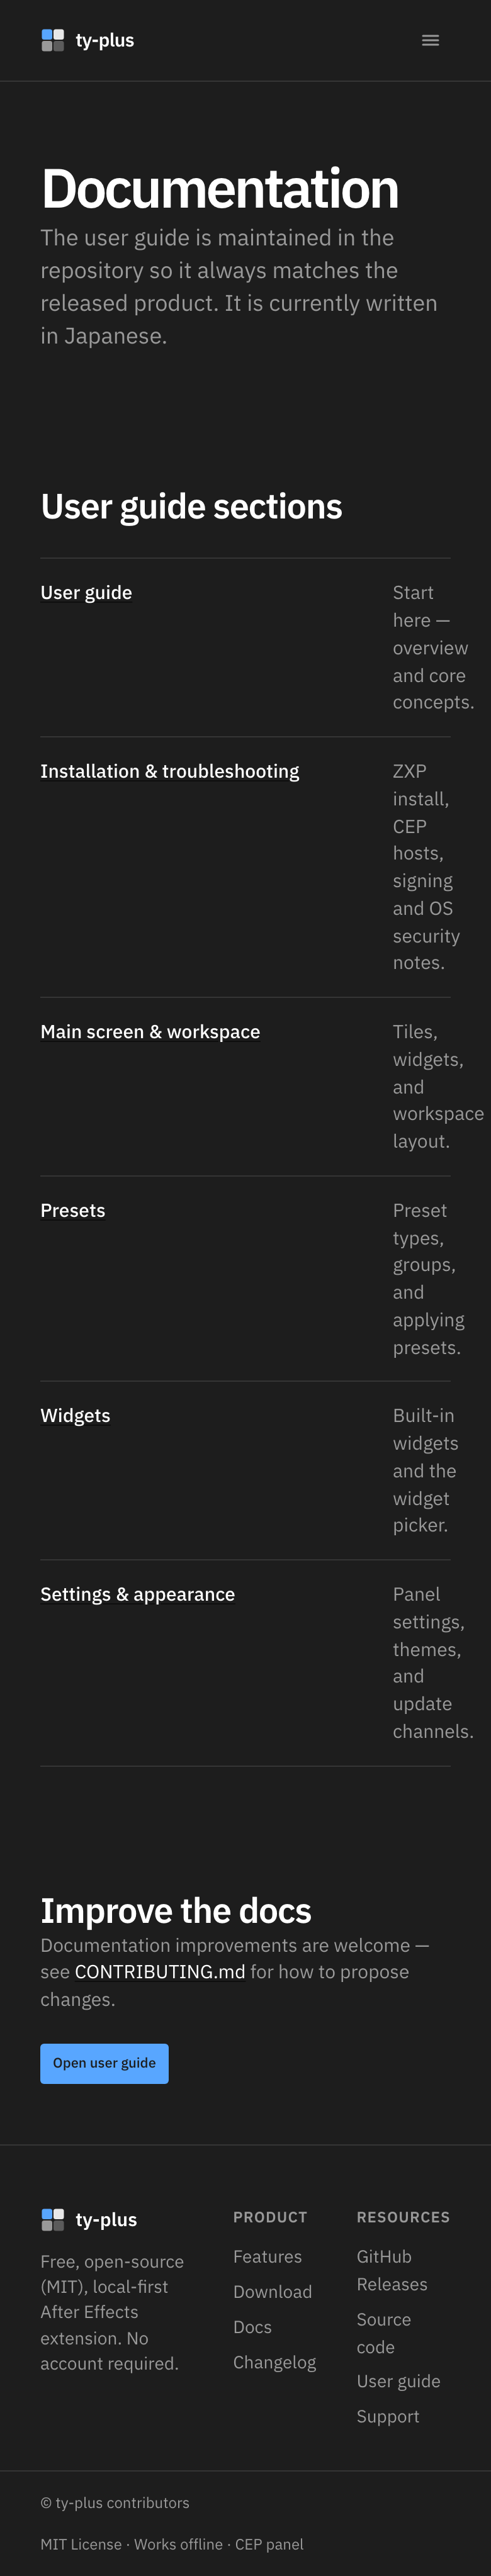 ty-plus
Documentation
The user guide is maintained in the
repository so it always matches the
released product. It is currently written
in Japanese.
User guide sections
User guide
Start
here —
overview
and core
concepts.
Installation & troubleshooting
ZXP
install,
CEP
hosts,
signing
and OS
security
notes.
Main screen & workspace
Tiles,
widgets,
and
workspace
layout.
Presets
Preset
types,
groups,
and
applying
presets.
Widgets
Built-in
widgets
and the
widget
picker.
Settings & appearance
Panel
settings,
themes,
and
update
channels.
Improve the docs
Documentation improvements are welcome —
see CONTRIBUTING.md for how to propose
changes.
Open user guide
ty-plus
Free, open-source
(MIT), local-first
After Effects
extension. No
account required.
PRODUCT
Features
Download
Docs
Changelog
RESOURCES
GitHub
Releases
Source
code
User guide
Support
© ty-plus contributors
MIT License · Works offline · CEP panel